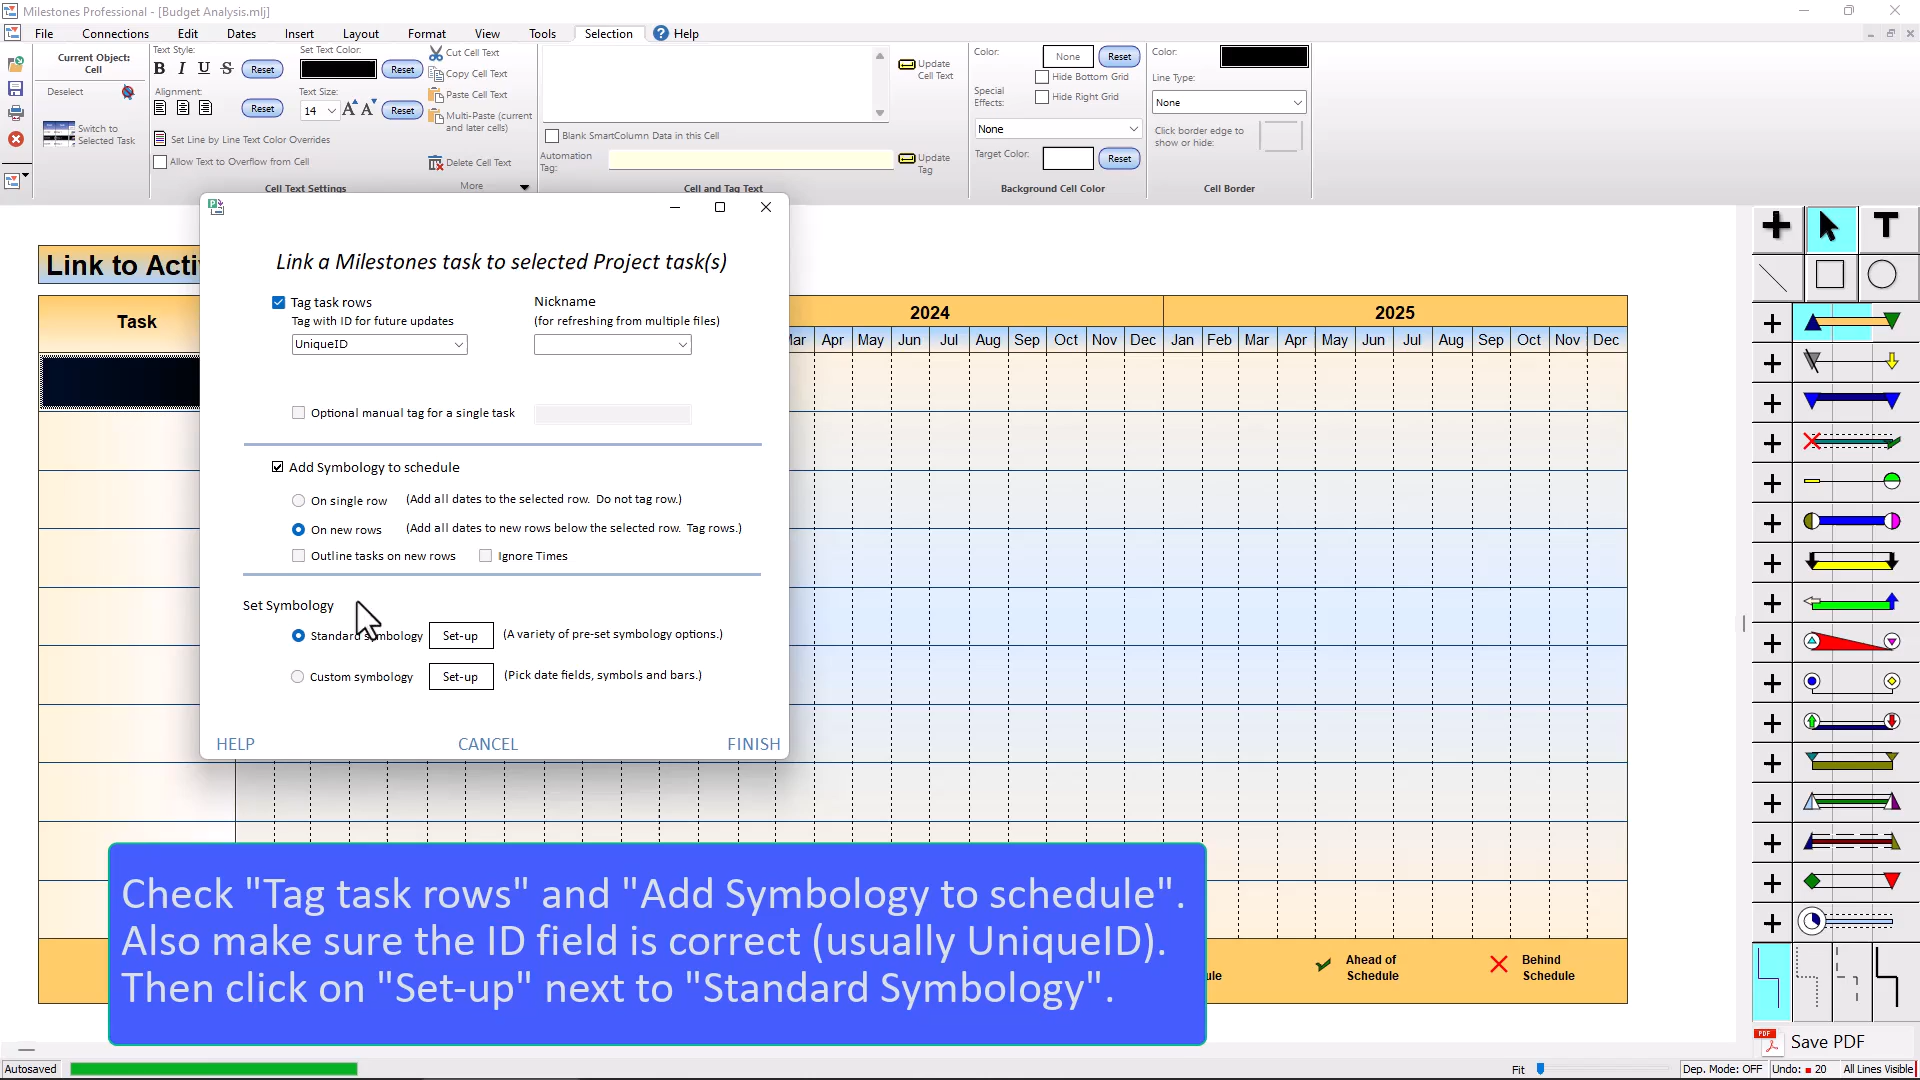 Milestones Professional - [Budget Analysis.mlj]
File Connections Edit Dates Insert Layout Format View Tools Selection Help
Current Object:
Cell
Deselect
Switch to
Selected Task
Text Style:
B I U S Reset
Alignment:
Reset
Set Text Color:
Reset
Text Size:
14 A A Reset
Set Line by Line Text Color Overrides
Allow Text to Overflow from Cell
Cell Text Settings
Cut Cell Text
Copy Cell Text
Paste Cell Text
Multi-Paste (current
and later cells)
Delete Cell Text
More
Update
Cell Text
Blank SmartColumn Data in this Cell
Automation
Tag:
Update
Tag
Cell and Tag Text
Color:
None
Reset
Hide Bottom Grid
Special
Effects:
Hide Right Grid
None
Target Color:
Reset
Background Cell Color
Color:
Line Type:
None
Click border edge to
show or hide:
Cell Border
Link to Acti
Task
2024
2025
Mar Apr May Jun Jul Aug Sep Oct Nov Dec Jan Feb Mar Apr May Jun Jul Aug Sep Oct Nov Dec
Link a Milestones task to selected Project task(s)
Tag task rows
Tag with ID for future updates
UniqueID
Nickname
(for refreshing from multiple files)
Optional manual tag for a single task
Add Symbology to schedule
On single row (Add all dates to the selected row. Do not tag row.)
On new rows (Add all dates to new rows below the selected row. Tag rows.)
Outline tasks on new rows Ignore Times
Set Symbology
Standard symbology Set-up (A variety of pre-set symbology options.)
Custom symbology Set-up (Pick date fields, symbols and bars.)
HELP CANCEL FINISH
Check "Tag task rows" and "Add Symbology to schedule".
Also make sure the ID field is correct (usually UniqueID).
Then click on "Set-up" next to "Standard Symbology".
ule
Ahead of
Schedule
Behind
Schedule
T
PDF
Save PDF
Autosaved
Fit
Dep. Mode: OFF Undo: 20 All Lines Visible